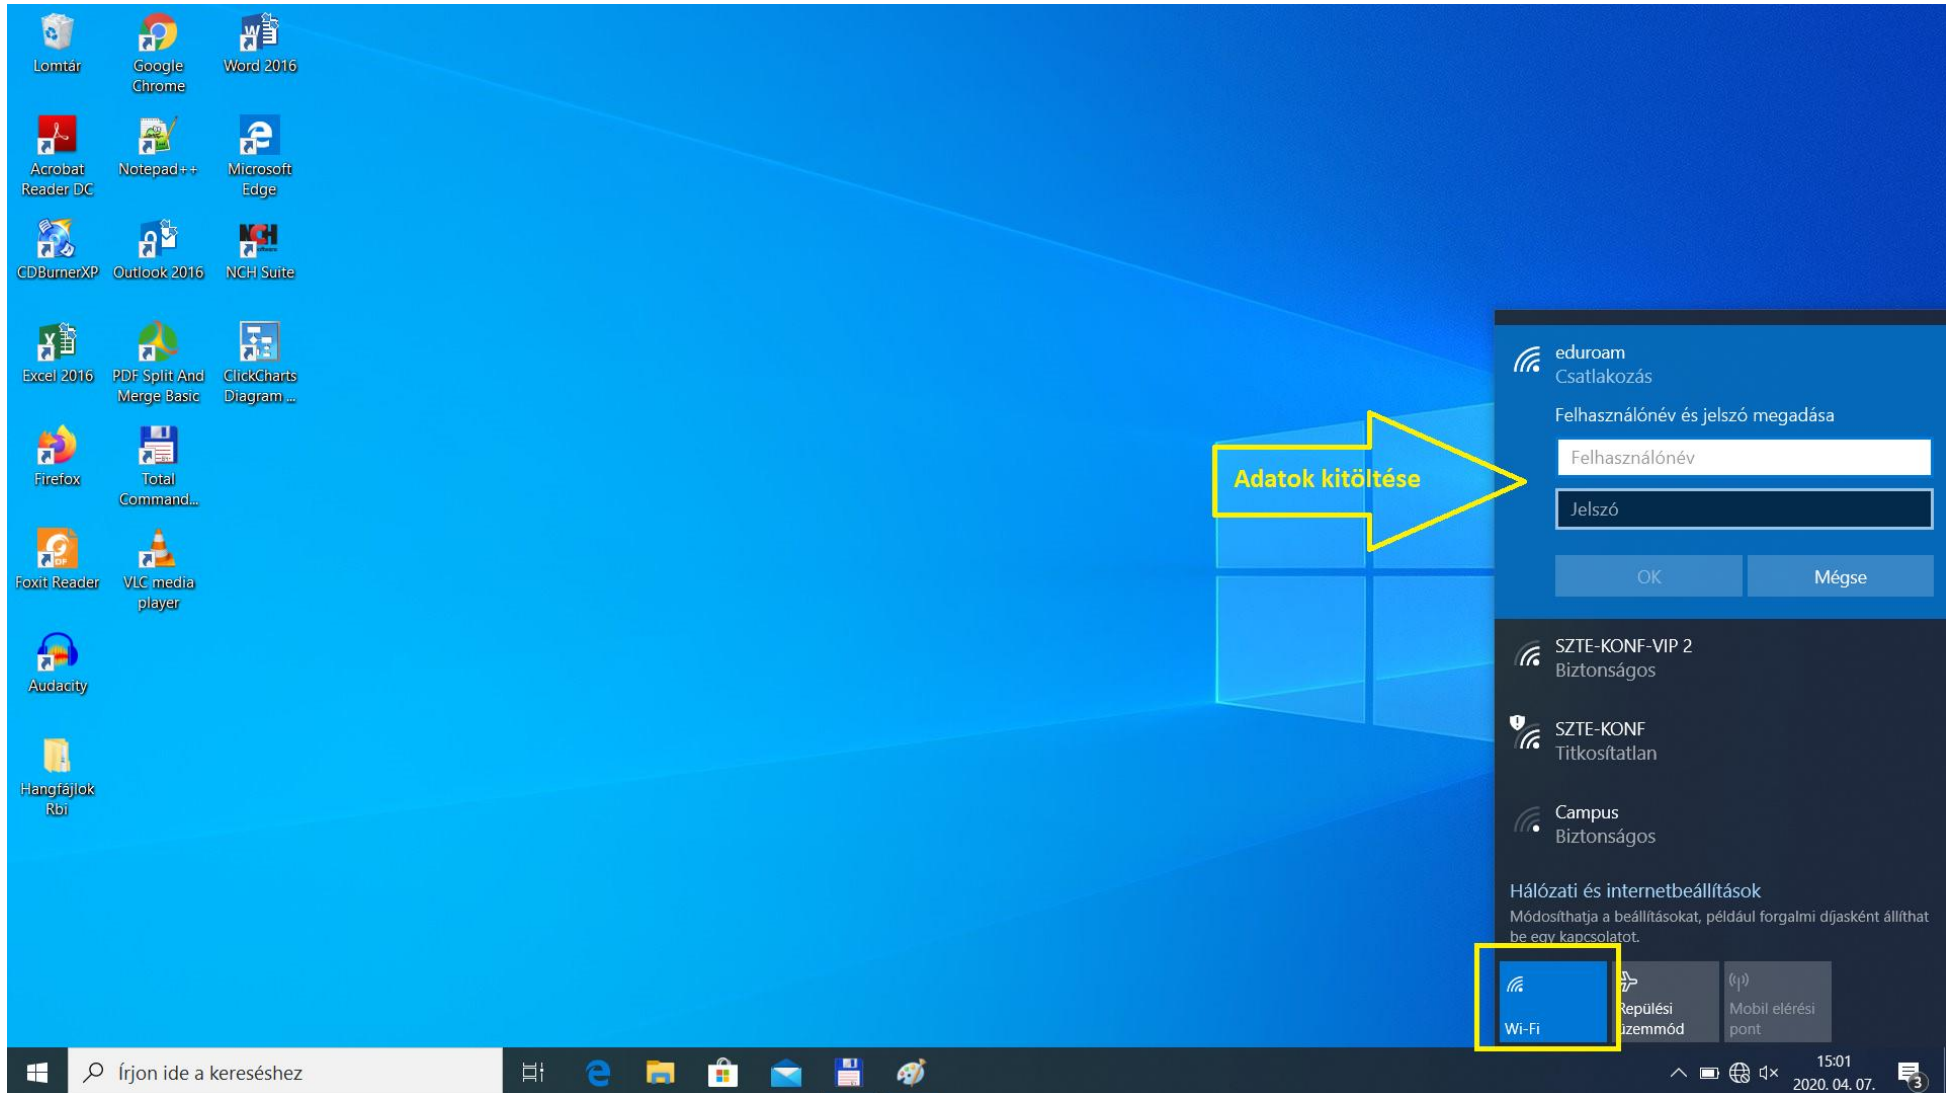 Lomtár
Google
Chrome
Word 2016
Acrobat
Reader DC
Notepad++
Microsoft
Edge
CDBurnerXP
Outlook 2016
NCH
NCH Suite
Excel 2016
PDF Split And
Merge Basic
ClickCharts
Diagram ...
Firefox
Total
Command...
Foxit Reader
VLC media
player
Audacity
Hangfájlok
Rbi
Adatok kitöltése
eduroam
Csatlakozás
Felhasználónév és jelszó megadása
Felhasználónév
Jelszó
OK
Mégse
SZTE-KONF-VIP 2
Biztonságos
SZTE-KONF
Titkosítatlan
Campus
Biztonságos
Hálózati és internetbeállítások
Módosíthatja a beállításokat, például forgalmi díjasként állíthat
be egy kapcsolatot.
Wi-Fi
Repülési
üzemmód
Mobil elérési
pont
Írjon ide a kereséshez
15:01
2020. 04. 07.
3